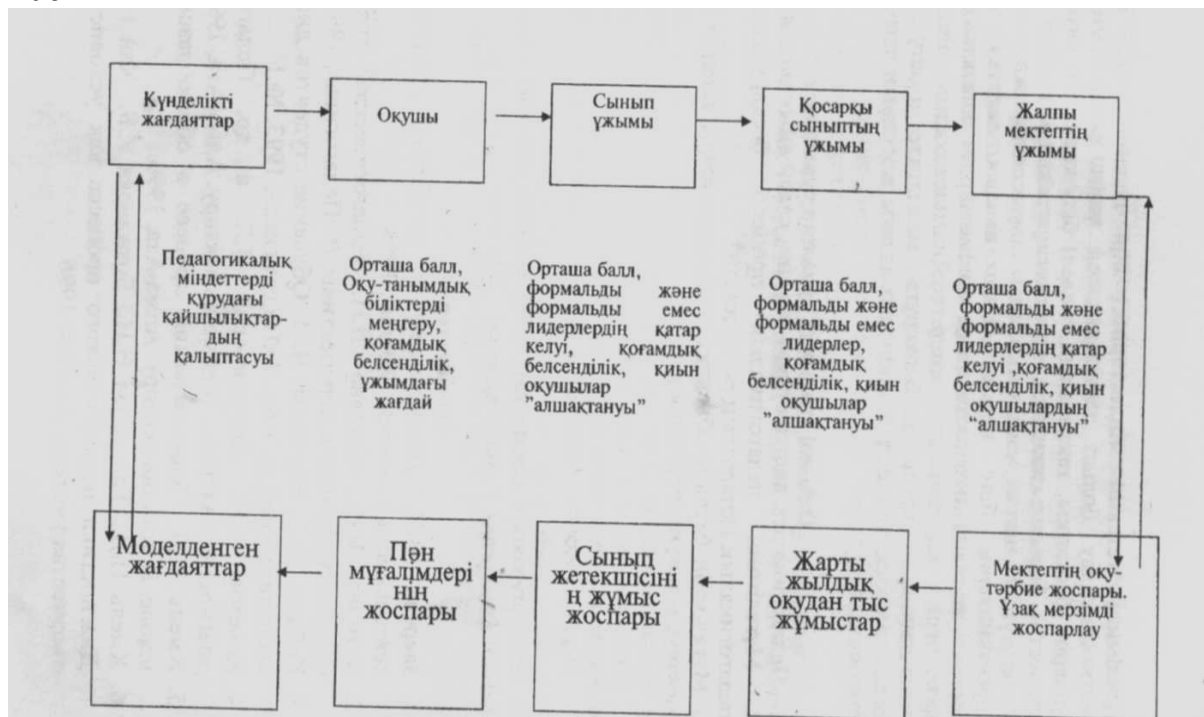 Күнделікті
жағдаяттар
Оқушы
Сынып
ұжымы
Қосарқы
сыныптың
ұжымы
Жалпы
мектептің
ұжымы
Педагогикалық
міндеттерді
құрудағы
қайшылықтар-
дың
қалыптасуы
Орташа балл,
Оқу-танымдық
біліктерді
меңгеру,
қоғамдық
белсенділік,
ұжымдағы
жағдай
Орташа балл,
формальды және
формальды емес
лидерлердің қатар
келуі, қоғамдық
белсенділік, қиын
оқушылар
"алшақтануы"
Орташа балл,
формальды және
формальды емес
лидерлер,
қоғамдық
белсенділік, қиын
оқушылар
"алшақтануы"
Орташа балл,
формальды және
формальды емес
лидерлердің қатар
келуі ,қоғамдық
белсенділік, қиын
оқушылардың
"алшақтануы"
Моделденген
жағдаяттар
Пән
мұғалімдері
нің
жоспары
Сынып
жетекшісіні
ң жұмыс
жоспары
Жарты
жылдық
оқудан тыс
жұмыстар
Мектептің оқу-
тәрбие жоспары.
Ұзақ мерзімді
жоспарлау